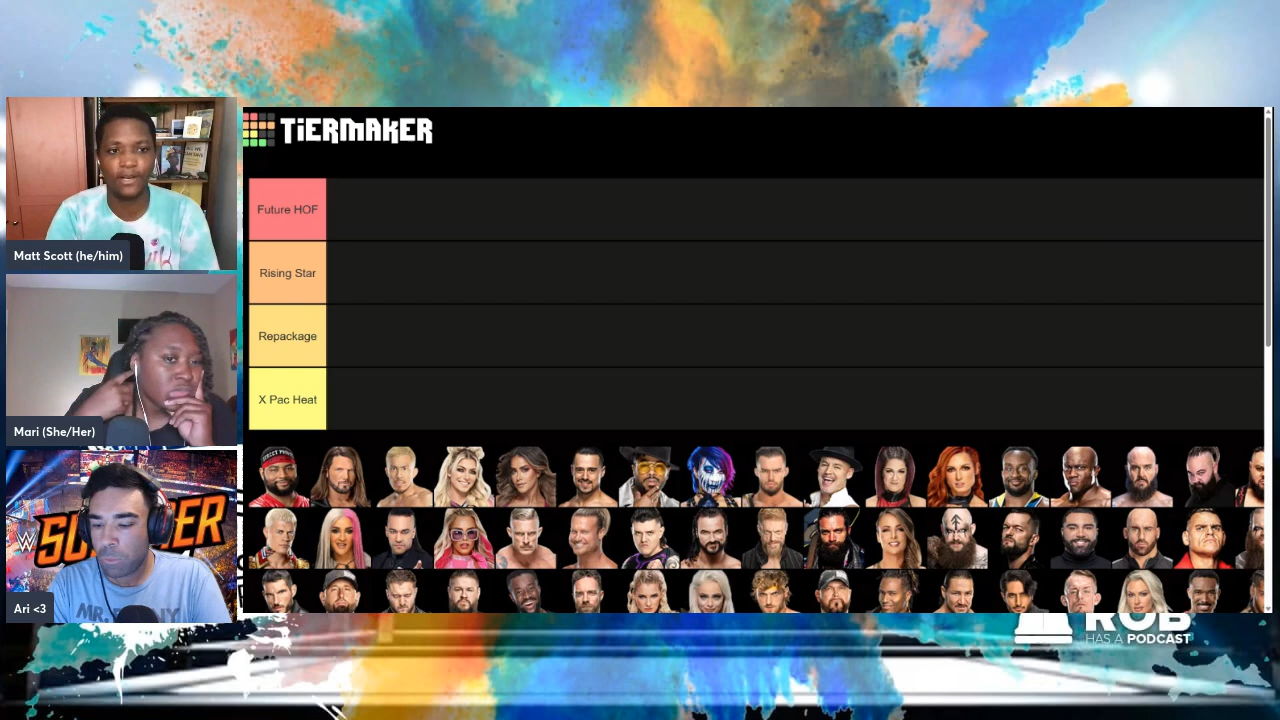 TiERMAKER
Future HOF
Rising Star
Repackage
X Pac Heat
Matt Scott (he/him)
Mari (She/Her)
Ari <3
ROB
HAS A PODCAST